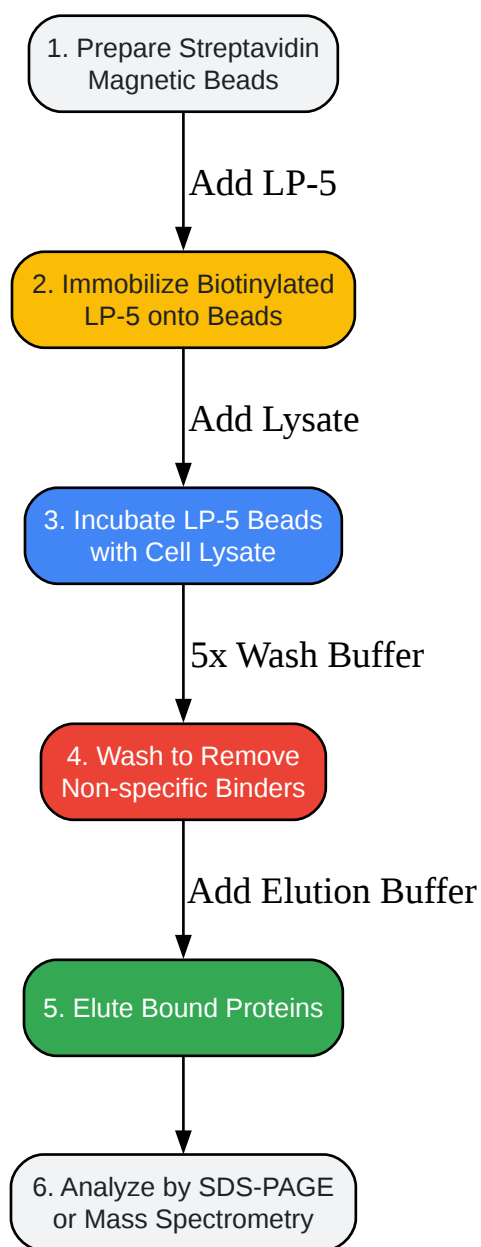 1. Prepare Streptavidin
Magnetic Beads
Add LP-5
2. Immobilize Biotinylated
LP-5 onto Beads
Add Lysate
3. Incubate LP-5 Beads
with Cell Lysate
5x Wash Buffer
4. Wash to Remove
Non-specific Binders
Add Elution Buffer
5. Elute Bound Proteins
6. Analyze by SDS-PAGE
or Mass Spectrometry